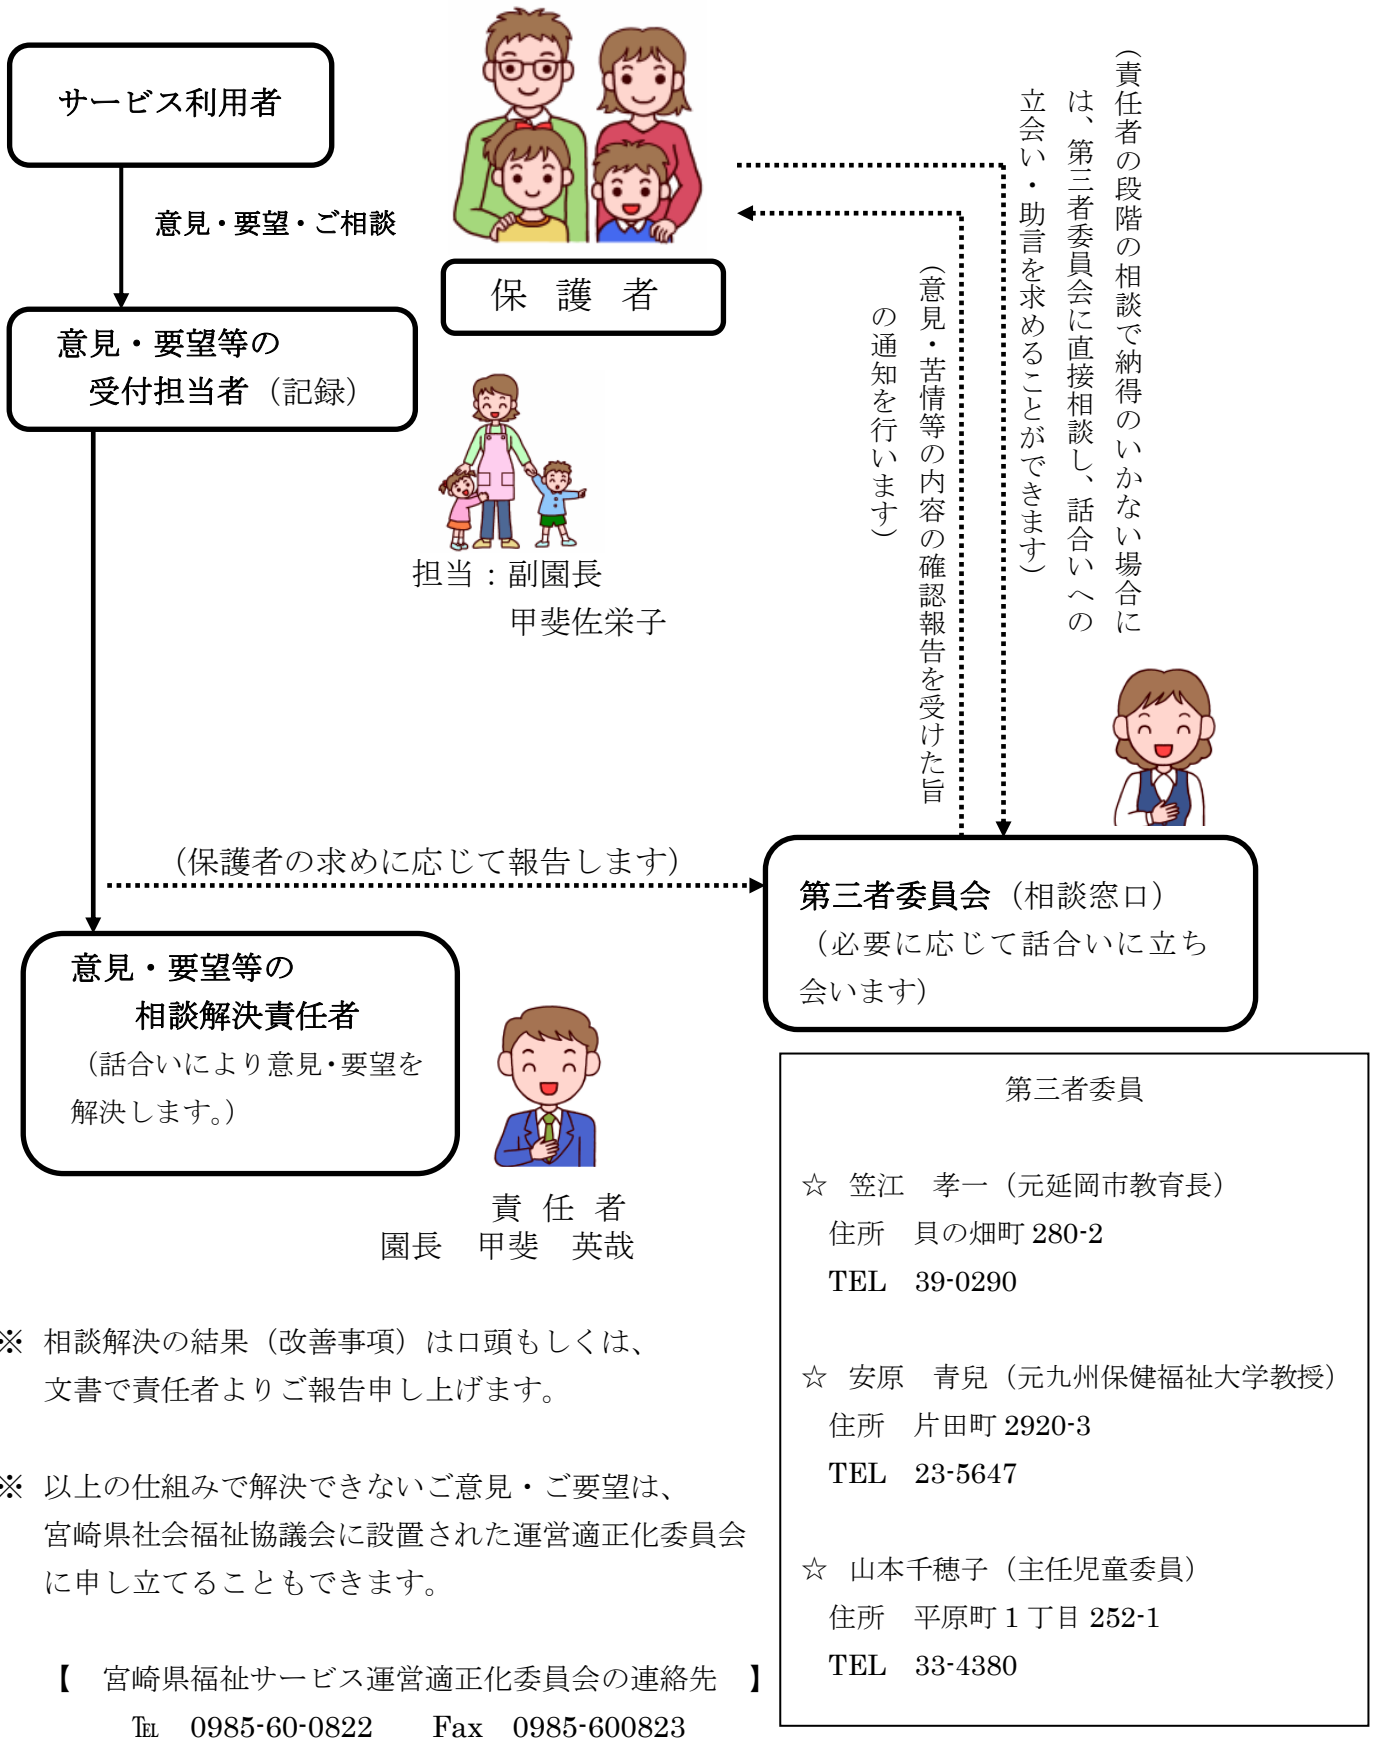 サービス利用者
意見・要望・ご相談
保　護　者
意見・要望等の
受付担当者（記録）
担当：副園長
甲斐佐栄子
（責任者の段階の相談で納得のいかない場合に
は、第三者委員会に直接相談し、話合いへの
立会い・助言を求めることができます）
（意見・苦情等の内容の確認報告を受けた旨
の通知を行います）
（保護者の求めに応じて報告します）
第三者委員会（相談窓口）
（必要に応じて話合いに立ち
会います）
意見・要望等の
相談解決責任者
（話合いにより意見・要望を
解決します。）
責 任 者
園長　甲斐　英哉
第三者委員
☆ 笠江　孝一（元延岡市教育長）
住所　貝の畑町 280-2
TEL　39-0290
☆ 安原　青兒（元九州保健福祉大学教授）
住所　片田町 2920-3
TEL　23-5647
☆ 山本千穂子（主任児童委員）
住所　平原町 1 丁目 252-1
TEL　33-4380
※ 相談解決の結果（改善事項）は口頭もしくは、
文書で責任者よりご報告申し上げます。
※ 以上の仕組みで解決できないご意見・ご要望は、
宮崎県社会福祉協議会に設置された運営適正化委員会
に申し立てることもできます。
【　宮崎県福祉サービス運営適正化委員会の連絡先　】
℡　0985-60-0822　　Fax　0985-600823